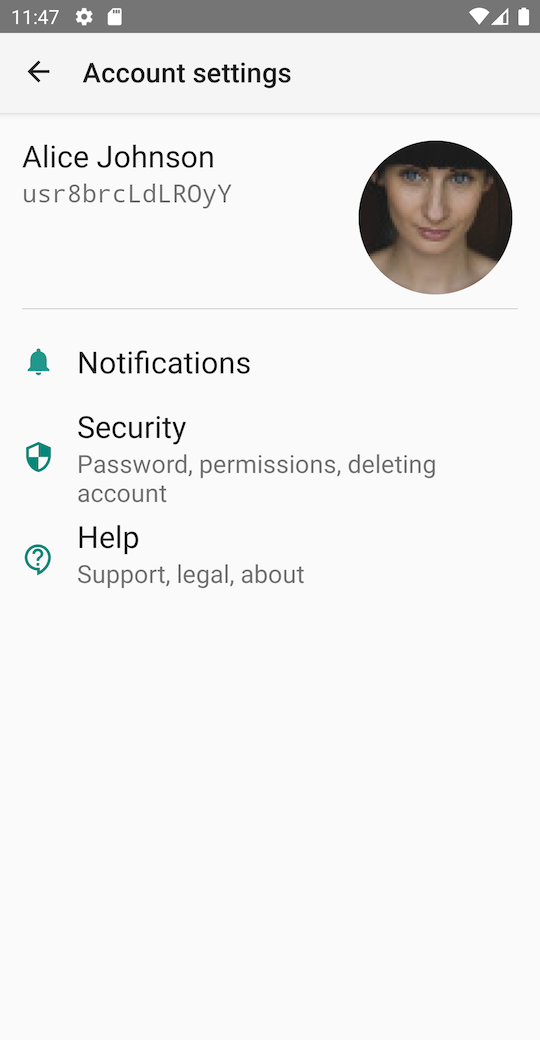 11:47
Account settings
Alice Johnson
usr8brcLdLROyY
Notifications
Security
Password, permissions, deleting
account
Help
Support, legal, about